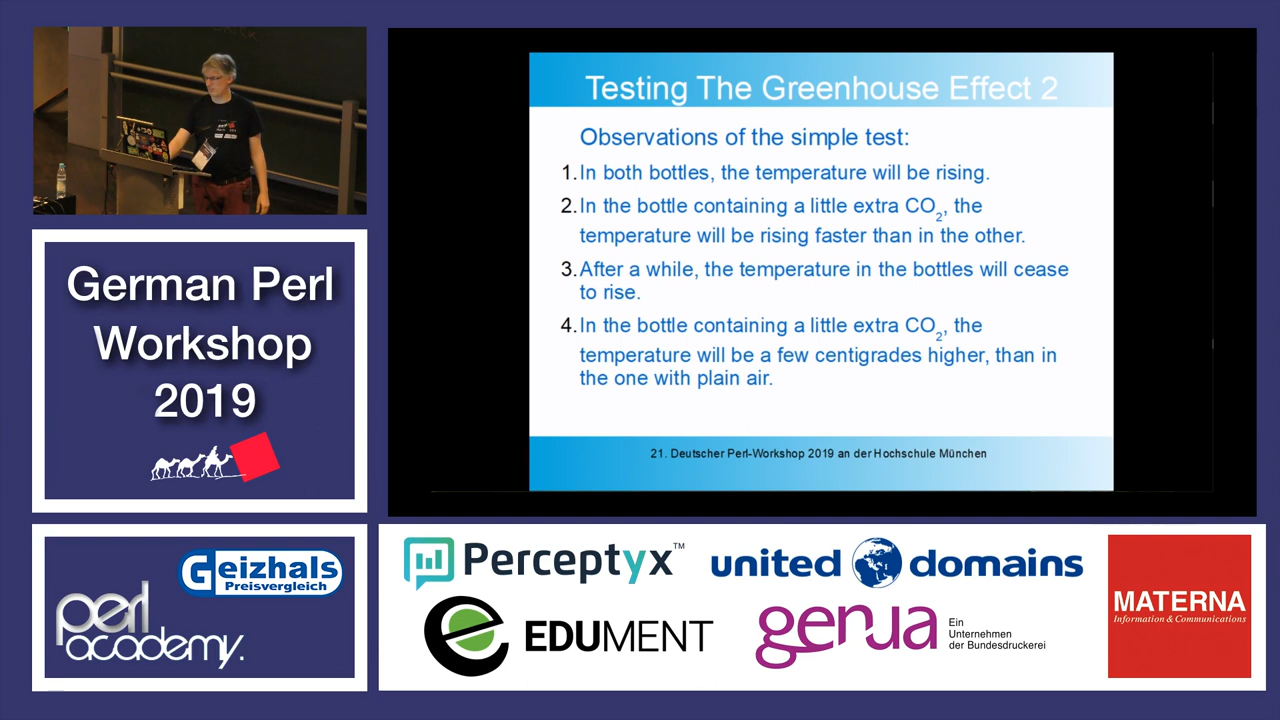 Testing The Greenhouse Effect 2
Observations of the simple test:
1. In both bottles, the temperature will be rising.
2. In the bottle containing a little extra CO2, the
temperature will be rising faster than in the other.
3. After a while, the temperature in the bottles will cease
to rise.
4. In the bottle containing a little extra CO2, the
temperature will be a few centigrades higher, than in
the one with plain air.
21. Deutscher Perl-Workshop 2019 an der Hochschule München
German Perl
Workshop
2019
Geizhals
Preisvergleich
perl
academy.
Perceptyx™
united domains
EDUMENT
genua
Ein
Unternehmen
der Bundesdruckerei
MATERNA
Information & Communications